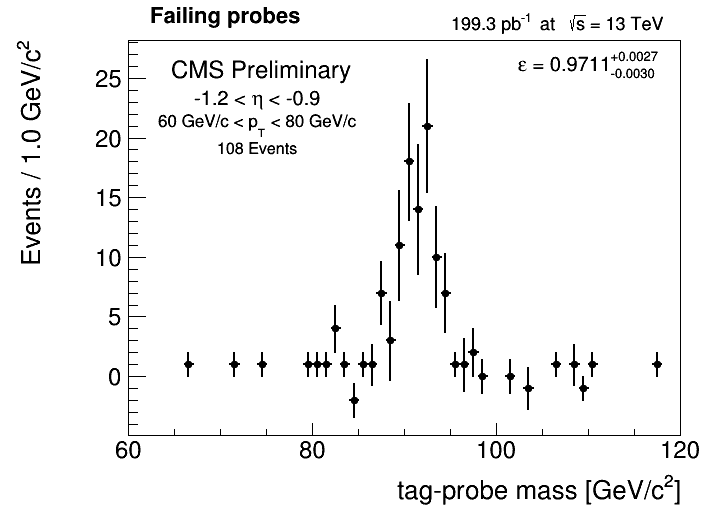 Failing probes
199.3 pb⁻¹ at √s = 13 TeV
CMS Preliminary
-1.2 < η < -0.9
60 GeV/c < p_T < 80 GeV/c
108 Events
ε = 0.9711 +0.0027 -0.0030
Events / 1.0 GeV/c²
25
20
15
10
5
0
60 80 100 120
tag-probe mass [GeV/c²]